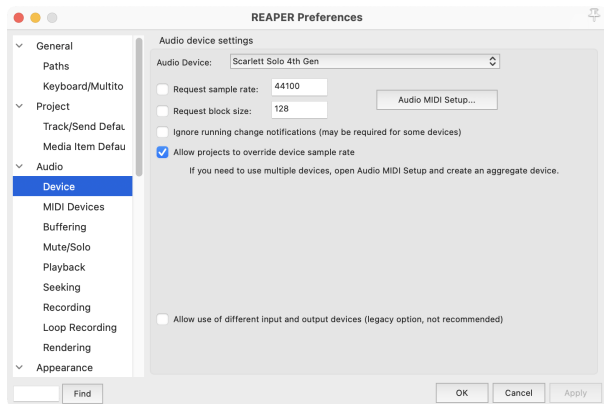 REAPER Preferences
General
Paths
Keyboard/Multito
Project
Track/Send Defau
Media Item Defau
Audio
Device
MIDI Devices
Buffering
Mute/Solo
Playback
Seeking
Recording
Loop Recording
Rendering
Appearance
Find
Audio device settings
Audio Device: Scarlett Solo 4th Gen
Request sample rate: 44100
Request block size: 128
Audio MIDI Setup...
Ignore running change notifications (may be required for some devices)
Allow projects to override device sample rate
If you need to use multiple devices, open Audio MIDI Setup and create an aggregate device.
Allow use of different input and output devices (legacy option, not recommended)
OK Cancel Apply